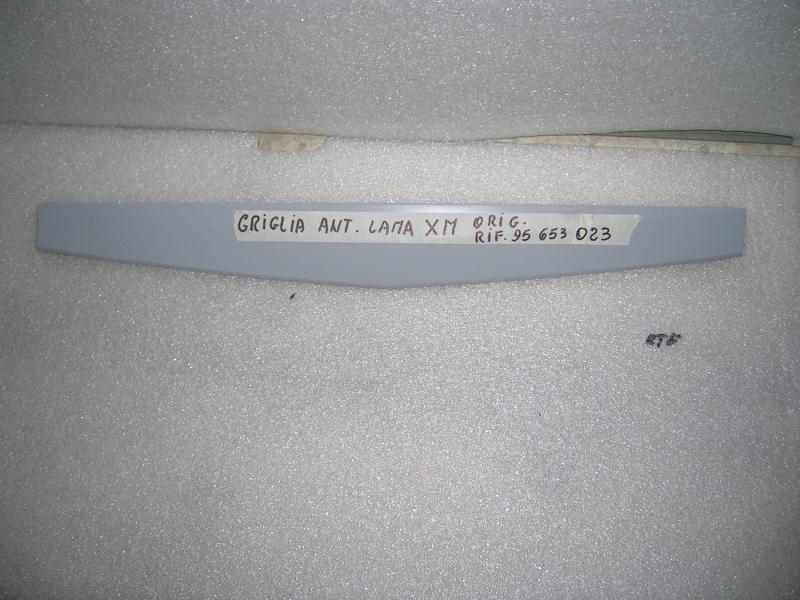 GRIGLIA ANT. LAMA XM ORIG.
RIF. 95 653 023